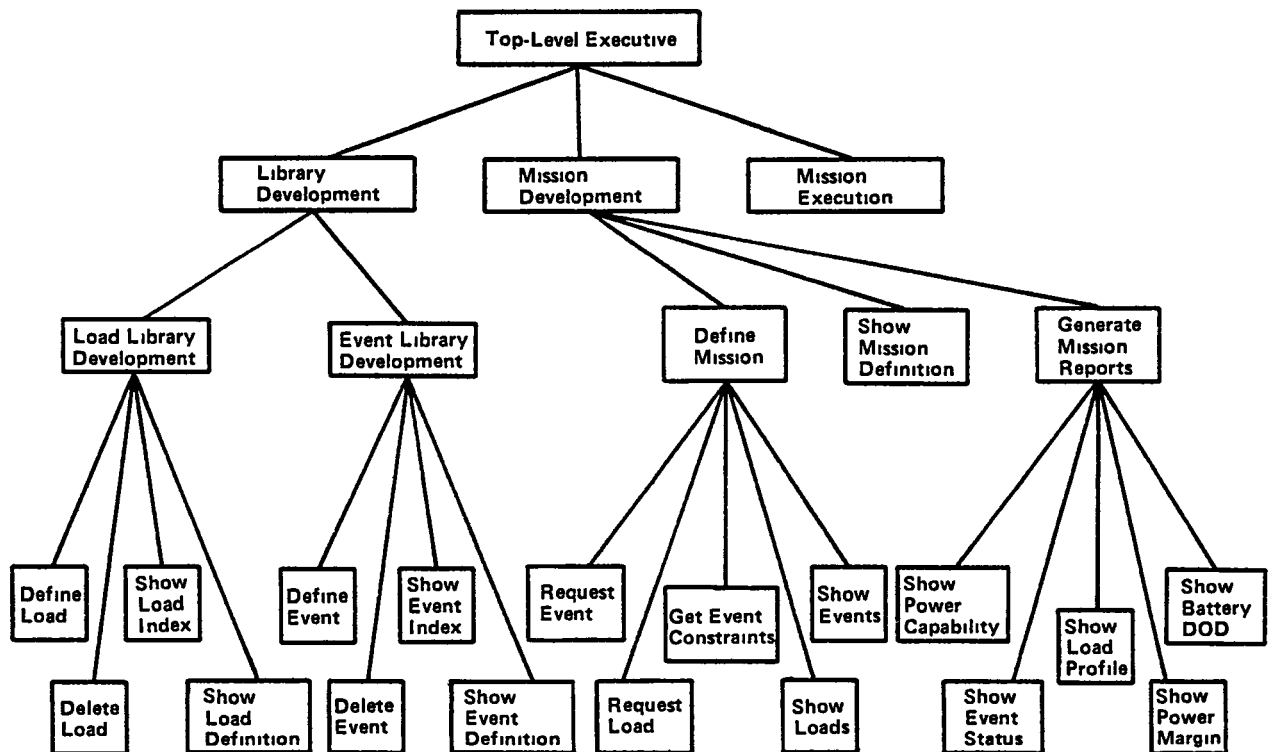 Top-Level Executive
Library
Development
Mission
Development
Mission
Execution
Load Library
Development
Event Library
Development
Define
Mission
Show
Mission
Definition
Generate
Mission
Reports
Define
Load
Show
Load
Index
Define
Event
Show
Event
Index
Request
Event
Get Event
Constraints
Show
Events
Show
Power
Capability
Show
Load
Profile
Show
Battery
DOD
Delete
Load
Show
Load
Definition
Delete
Event
Show
Event
Definition
Request
Load
Show
Loads
Show
Event
Status
Show
Power
Margin